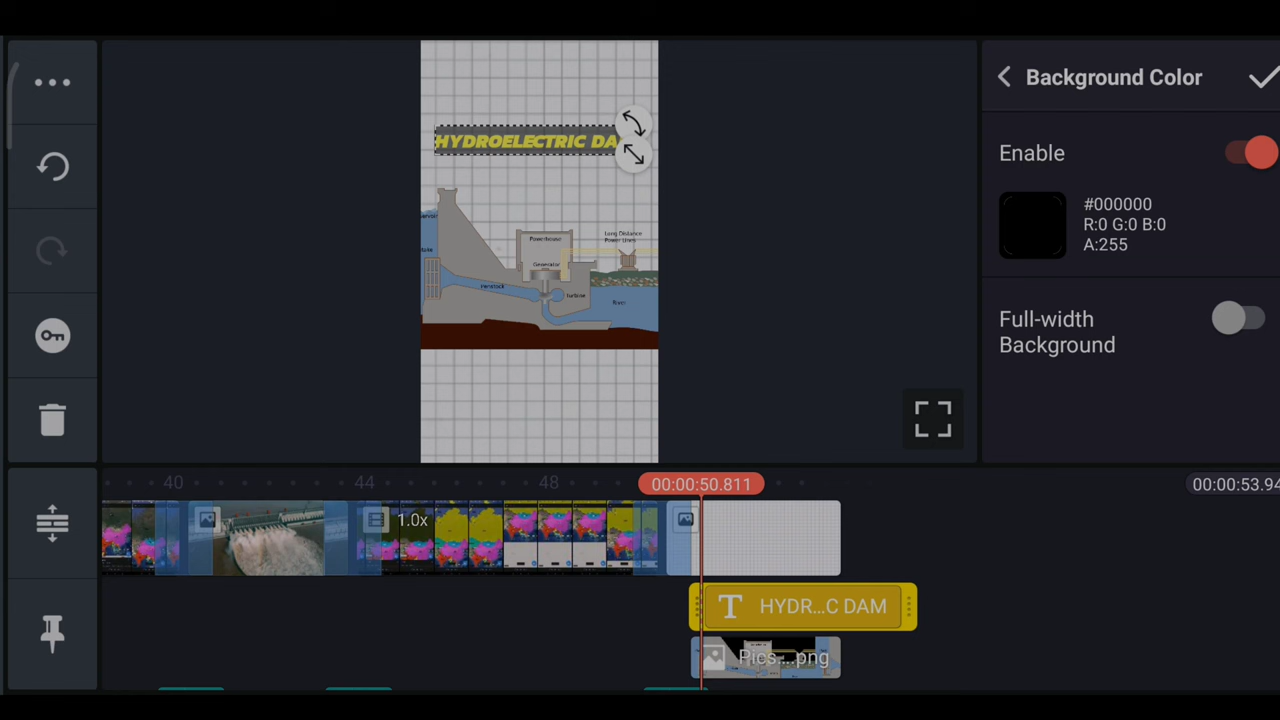 Background Color
Enable
#000000
R:0 G:0 B:0
A:255
Full-width
Background
HYDROELECTRIC DA
Long Distance
Power Lines
Powerhouse
Generator
Penstock
Turbine
River
40
44
48
00:00:50.811
00:00:53.94
1.0x
T HYDR...C DAM
Pics....png